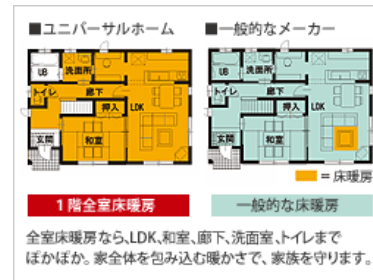 ■ユニバーサルホーム
■一般的なメーカー
UB
洗面所
トイレ
廊下
LDK
押入
玄関
和室
UB
洗面所
トイレ
廊下
LDK
押入
玄関
和室
=床暖房
1階全室床暖房
一般的な床暖房
全室床暖房なら、LDK、和室、廊下、洗面室、トイレまで
ぽかぽか。家全体を包み込む暖かさで、家族を守ります。